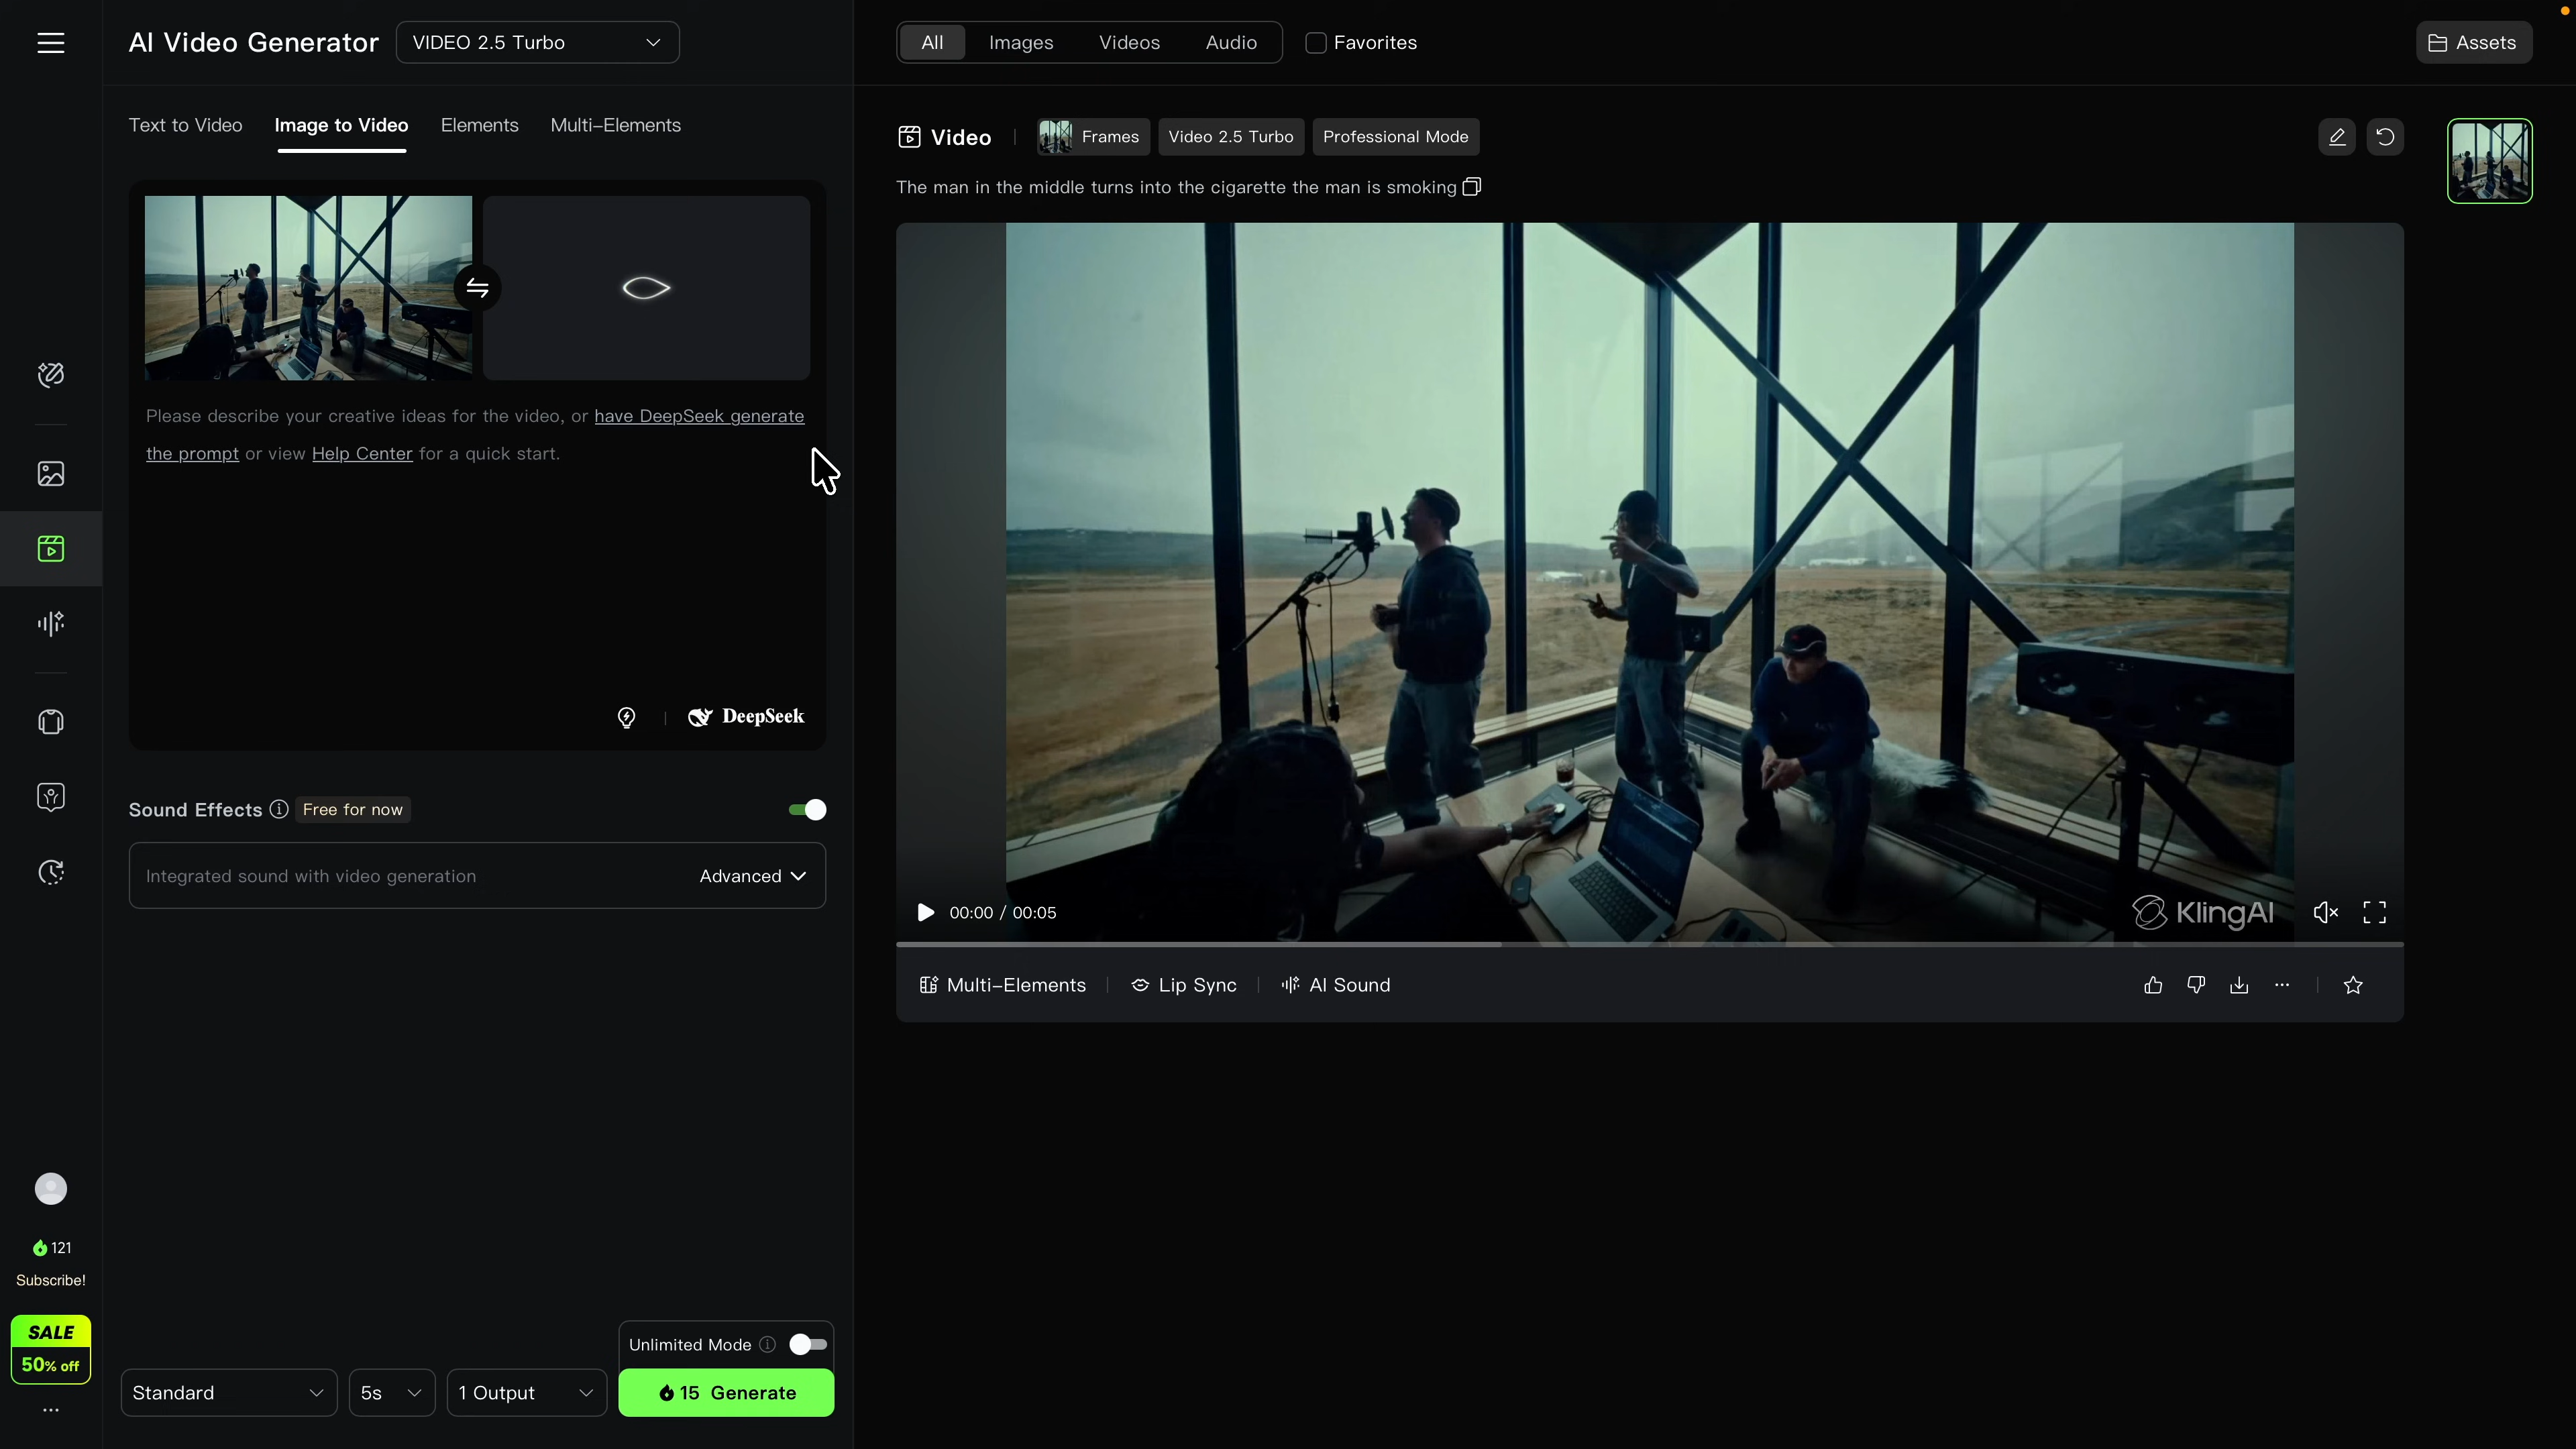 AI Video Generator
VIDEO 2.5 Turbo
All
Images
Videos
Audio
Favorites
Assets
Text to Video
Image to Video
Elements
Multi-Elements
Video
Frames
Video 2.5 Turbo
Professional Mode
The man in the middle turns into the cigarette the man is smoking
Please describe your creative ideas for the video, or have DeepSeek generate
the prompt or view Help Center for a quick start.
DeepSeek
Sound Effects
Free for now
Integrated sound with video generation
Advanced
00:00 / 00:05
KlingAI
Multi-Elements
Lip Sync
AI Sound
121
Subscribe!
SALE
50% off
Unlimited Mode
Standard
5s
1 Output
15 Generate